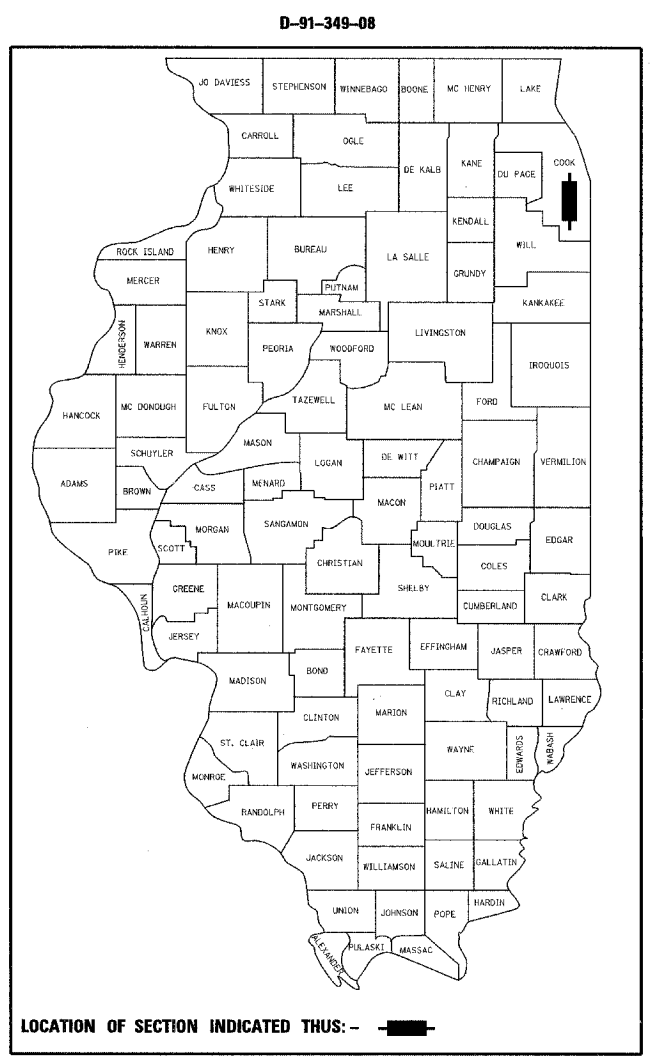 D-91-349-08
JO DAVIESS STEPHENSON WINNEBAGO BOONE MC HENRY LAKE
CARROLL OGLE DE KALB KANE DU PAGE COOK
WHITESIDE LEE
KENDALL
ROCK ISLAND HENRY BUREAU LA SALLE WILL
MERCER PUTNAM GRUNDY
STARK MARSHALL KANKAKEE
HENDERSON WARREN KNOX PEORIA WOODFORD LIVINGSTON
IROQUOIS
HANCOCK MC DONOUGH FULTON TAZEWELL MC LEAN FORD
MASON
SCHUYLER LOGAN DE WITT CHAMPAIGN VERMILION
ADAMS BROWN CASS MENARD PIATT
MACON
MORGAN SANGAMON DOUGLAS
PIKE SCOTT MOULTRIE EDGAR
CHRISTIAN COLES
CALHOUN GREENE MACOUPIN MONTGOMERY SHELBY CUMBERLAND CLARK
JERSEY FAYETTE EFFINGHAM JASPER CRAWFORD
MADISON BOND
CLAY RICHLAND LAWRENCE
CLINTON MARION
ST. CLAIR WAYNE EDWARDS WABASH
MONROE WASHINGTON JEFFERSON
RANDOLPH PERRY HAMILTON WHITE
FRANKLIN
JACKSON WILLIAMSON SALINE GALLATIN
UNION JOHNSON POPE HARDIN
ALEXANDER PULASKI MASSAC
LOCATION OF SECTION INDICATED THUS: -